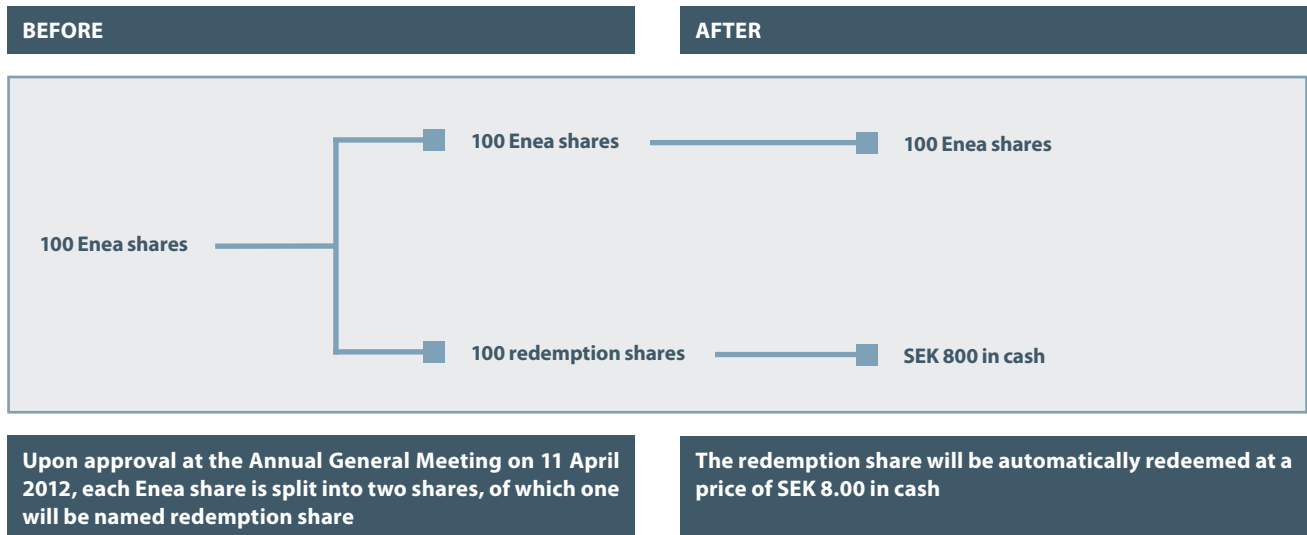 BEFORE
AFTER
100 Enea shares
100 Enea shares
100 Enea shares
100 redemption shares
SEK 800 in cash
Upon approval at the Annual General Meeting on 11 April
2012, each Enea share is split into two shares, of which one
will be named redemption share
The redemption share will be automatically redeemed at a
price of SEK 8.00 in cash